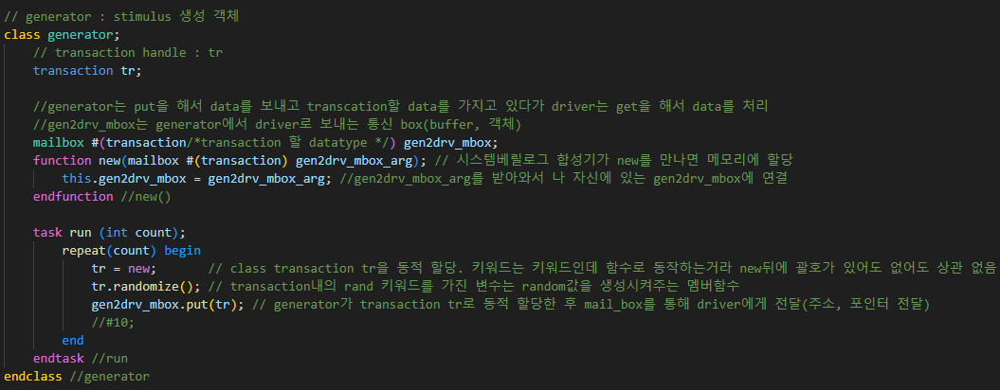 // generator : stimulus 생성 객체
class generator;
// transaction handle : tr
transaction tr;
//generator는 put을 해서 data를 보내고 transcation할 data를 가지고 있다가 driver는 get을 해서 data를 처리
//gen2drv_mbox는 generator에서 driver로 보내는 통신 box(buffer, 객체)
mailbox #(transaction/*transaction 할 datatype */) gen2drv_mbox;
function new(mailbox #(transaction) gen2drv_mbox_arg); // 시스템베릴로그 합성기가 new를 만나면 메모리에 할당
this.gen2drv_mbox = gen2drv_mbox_arg; //gen2drv_mbox_arg를 받아와서 나 자신에 있는 gen2drv_mbox에 연결
endfunction //new()
task run (int count);
repeat(count) begin
tr = new; // class transaction tr을 동적 할당. 키워드는 키워드인데 함수로 동작하는거라 new뒤에 괄호가 있어도 없어도 상관 없음
tr.randomize(); // transaction내의 rand 키워드를 가진 변수는 random값을 생성시켜주는 멤버함수
gen2drv_mbox.put(tr); // generator가 transaction tr로 동적 할당한 후 mail_box를 통해 driver에게 전달(주소, 포인터 전달)
//#10;
end
endtask //run
endclass //generator